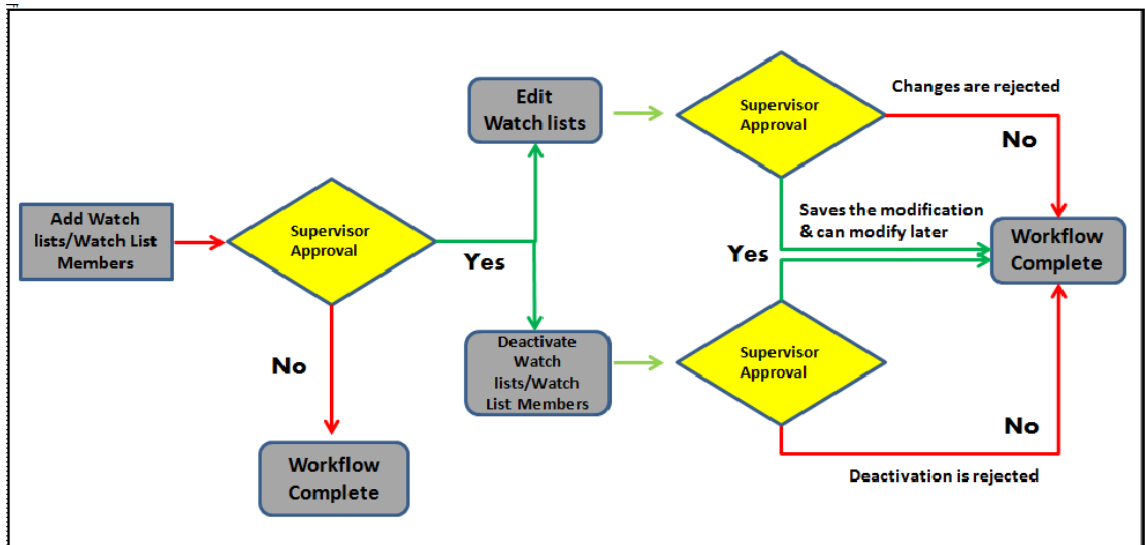 Edit
Watch lists
Supervisor
Approval
Changes are rejected
No
Add Watch
lists/Watch List
Members
Supervisor
Approval
Yes
Saves the modification
& can modify later
Yes
Workflow
Complete
No
Deactivate
Watch
lists/Watch
List Members
Supervisor
Approval
No
Deactivation is rejected
Workflow
Complete